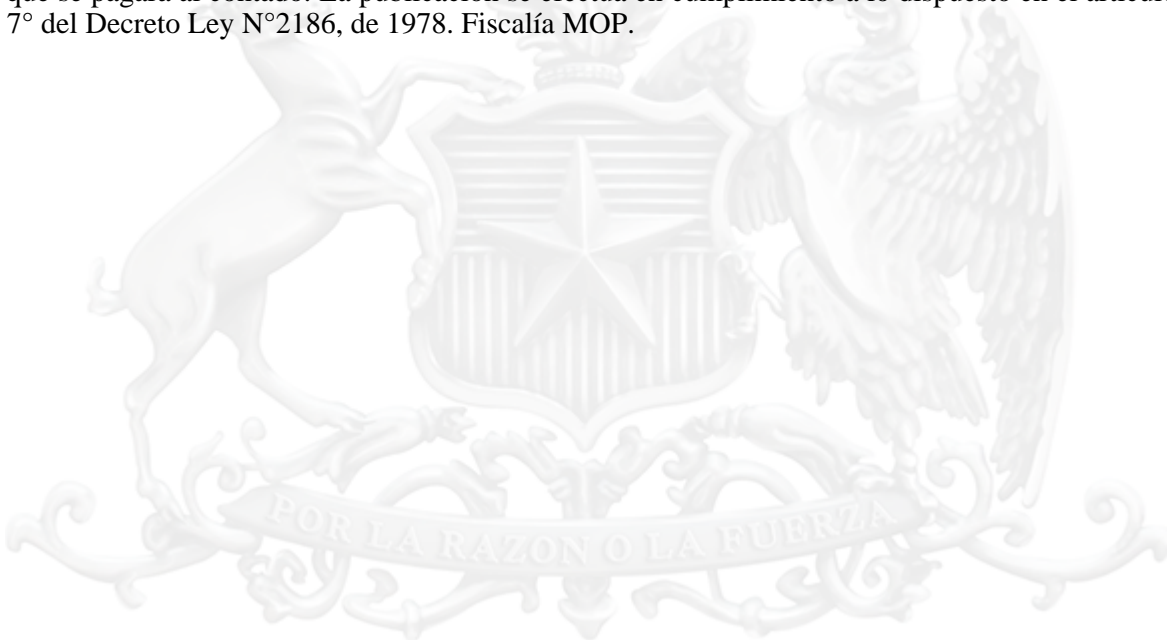 que se pagará al contado. La publicación se efectúa en cumplimiento a lo dispuesto en el artículo
7° del Decreto Ley N°2186, de 1978. Fiscalía MOP.
POR LA RAZON O LA FUERZA